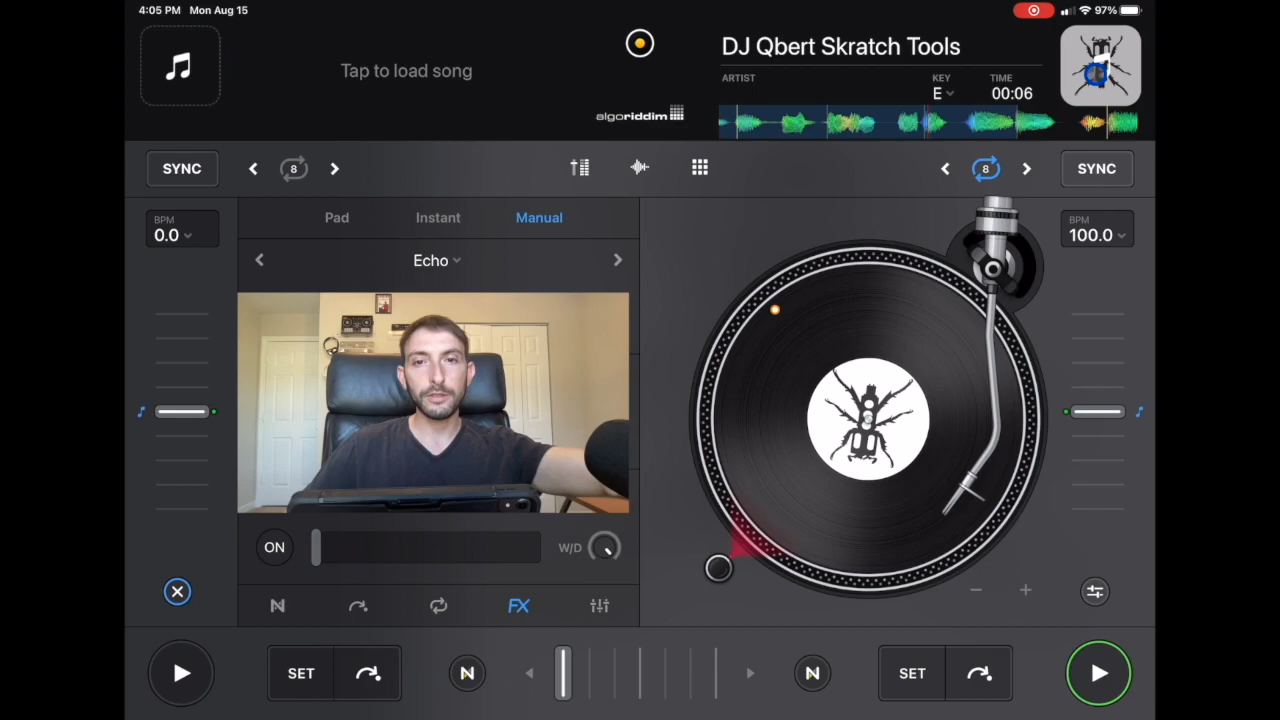 4:05 PM Mon Aug 15
97%
Tap to load song
DJ Qbert Skratch Tools
ARTIST
KEY
TIME
E
00:06
algoriddim
SYNC
8
8
SYNC
BPM
0.0
Pad
Instant
Manual
BPM
100.0
Echo
ON
W/D
FX
SET
SET